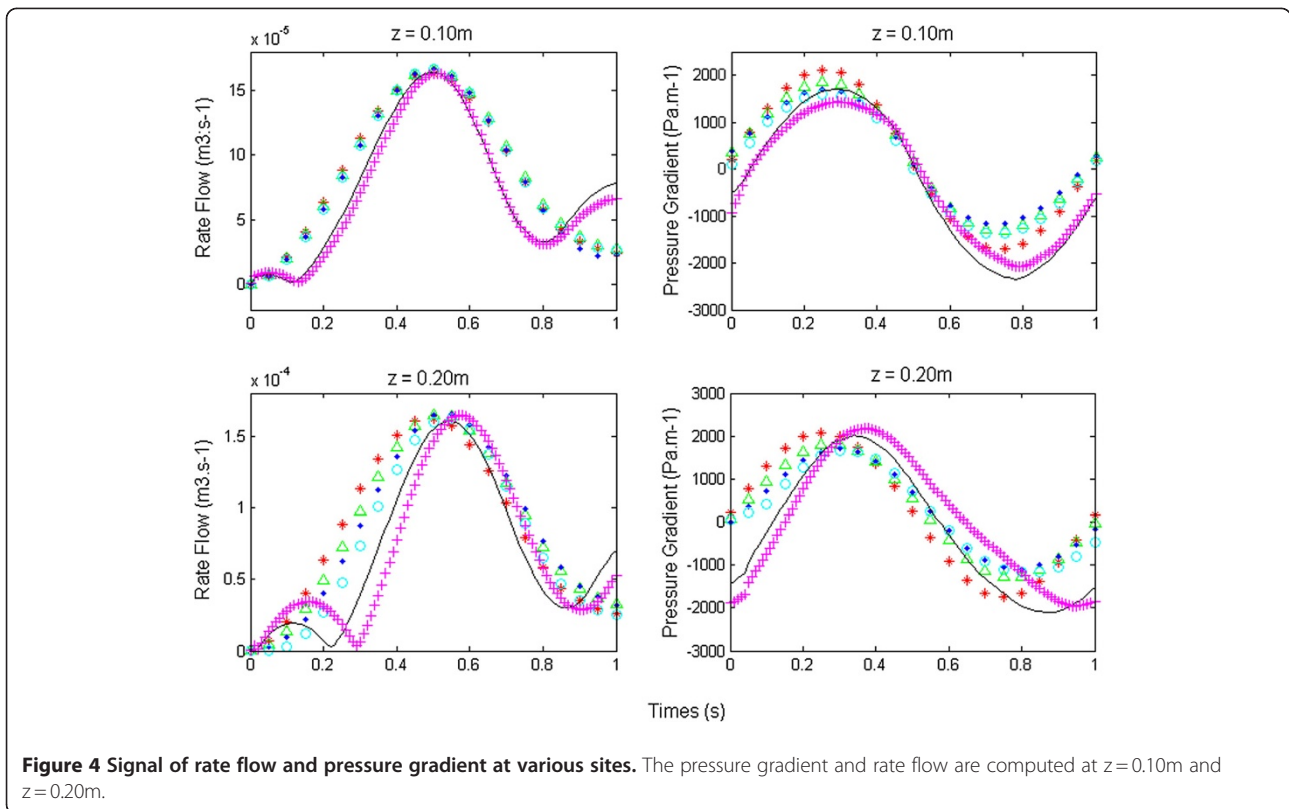 x 10⁻⁵
z = 0.10m
Rate Flow (m3:s-1)
15
10
5
0
0 0.2 0.4 0.6 0.8 1
z = 0.10m
Pressure Gradient (Pa.m-1)
2000
1000
0
-1000
-2000
-3000
0 0.2 0.4 0.6 0.8 1
x 10⁻⁴
z = 0.20m
Rate Flow (m3.s-1)
1.5
1
0.5
0
0 0.2 0.4 0.6 0.8 1
z = 0.20m
Pressure Gradient (Pa.m-1)
3000
2000
1000
0
-1000
-2000
-3000
0 0.2 0.4 0.6 0.8 1
Times (s)
Figure 4 Signal of rate flow and pressure gradient at various sites. The pressure gradient and rate flow are computed at z = 0.10m and
z = 0.20m.